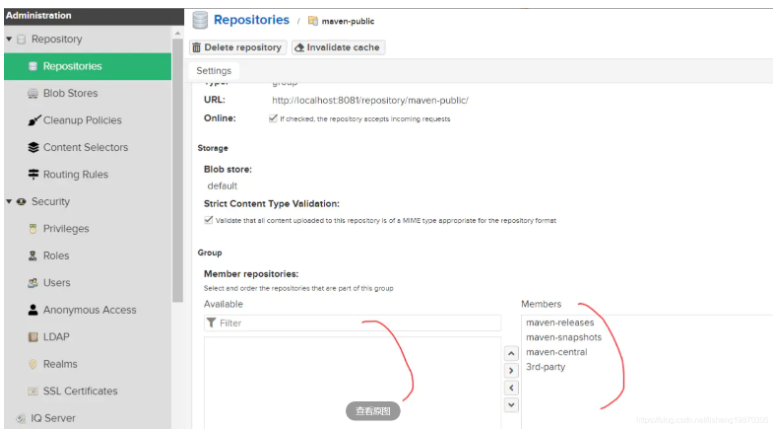 Administration
Repository
Repositories
Blob Stores
Cleanup Policies
Content Selectors
Routing Rules
Security
Privileges
Roles
Users
Anonymous Access
LDAP
Realms
SSL Certificates
IQ Server
Repositories / maven-public
Delete repository Invalidate cache
Settings
Type: group
URL: http://localhost:8081/repository/maven-public/
Online: If checked, the repository accepts incoming requests
Storage
Blob store:
default
Strict Content Type Validation:
Validate that all content uploaded to this repository is of a MIME type appropriate for the repository format
Group
Member repositories:
Select and order the repositories that are part of this group
Available Members
Filter
maven-releases
maven-snapshots
maven-central
3rd-party
查看原图